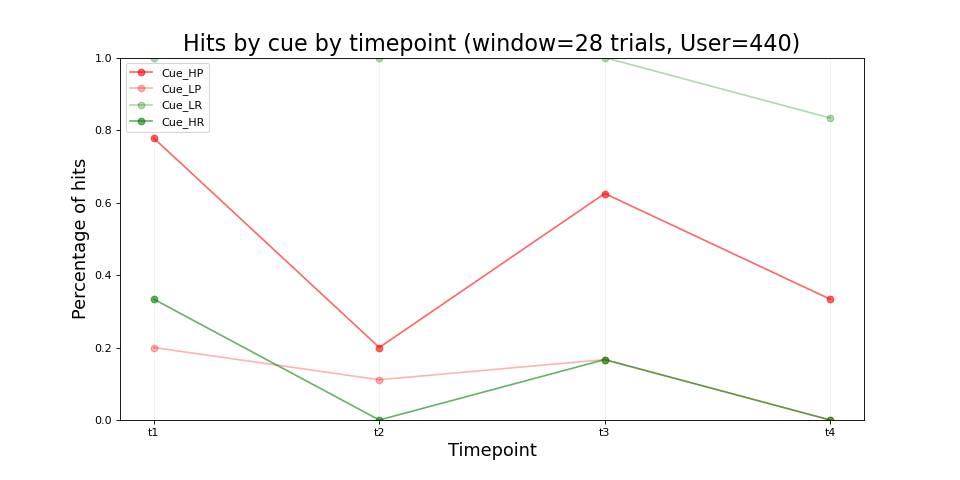 Hits by cue by timepoint (window=28 trials, User=440)
Percentage of hits
1.0
0.8
0.6
0.4
0.2
0.0
Cue_HP
Cue_LP
Cue_LR
Cue_HR
t1
t2
t3
t4
Timepoint